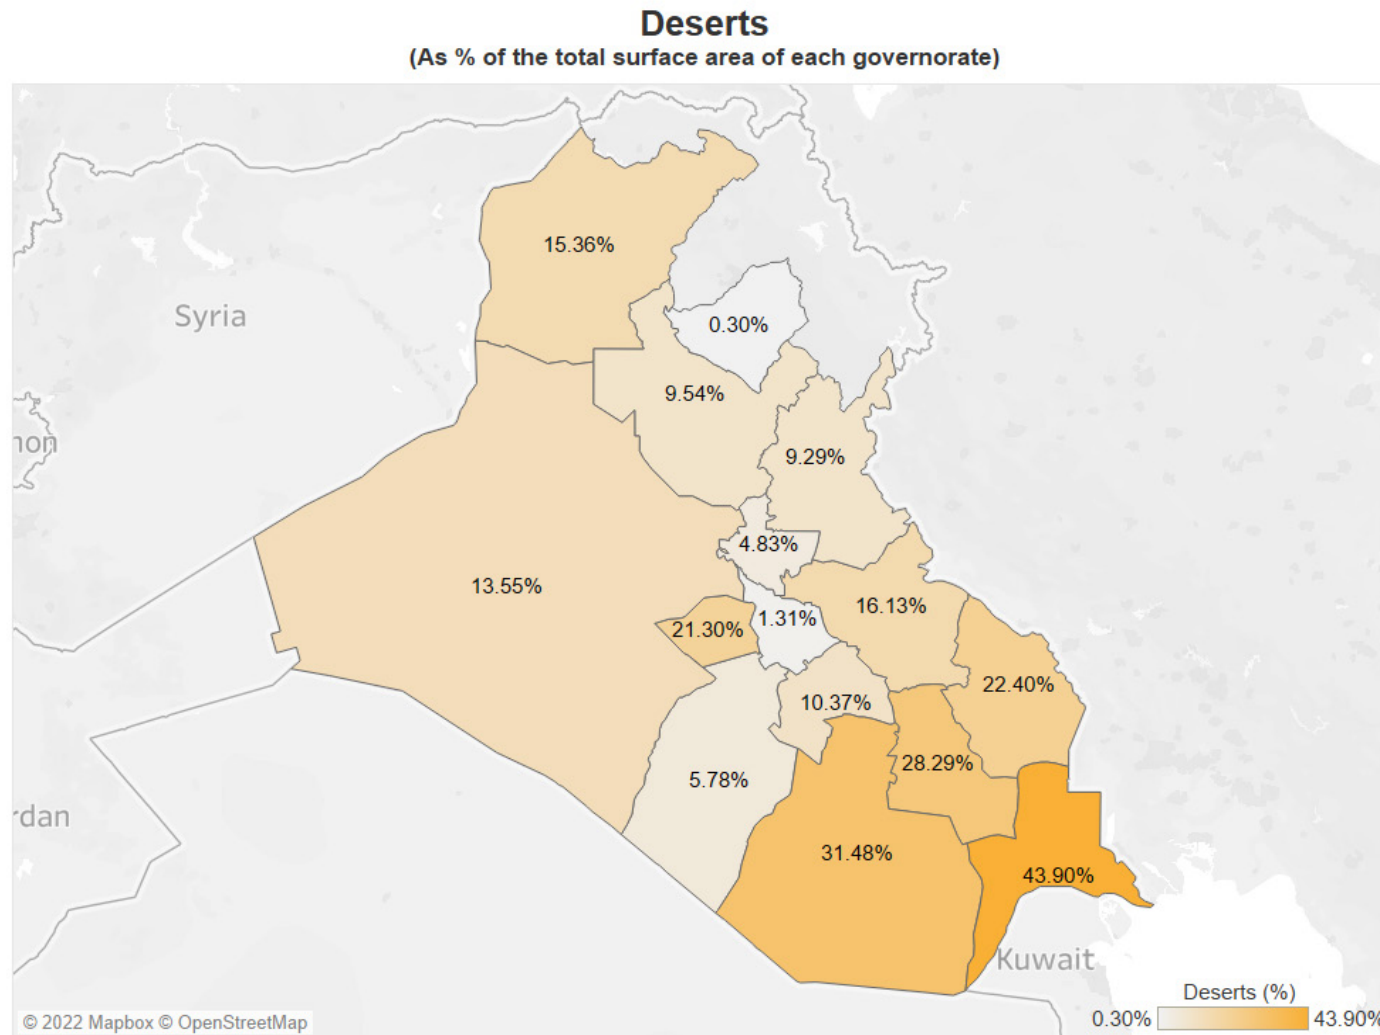 Deserts
(As % of the total surface area of each governorate)
15.36%
Syria
0.30%
9.54%
non
9.29%
4.83%
13.55%
16.13%
1.31%
21.30%
22.40%
10.37%
28.29%
5.78%
rdan
31.48%
43.90%
Kuwait
Deserts (%)
0.30% 43.90%
© 2022 Mapbox © OpenStreetMap